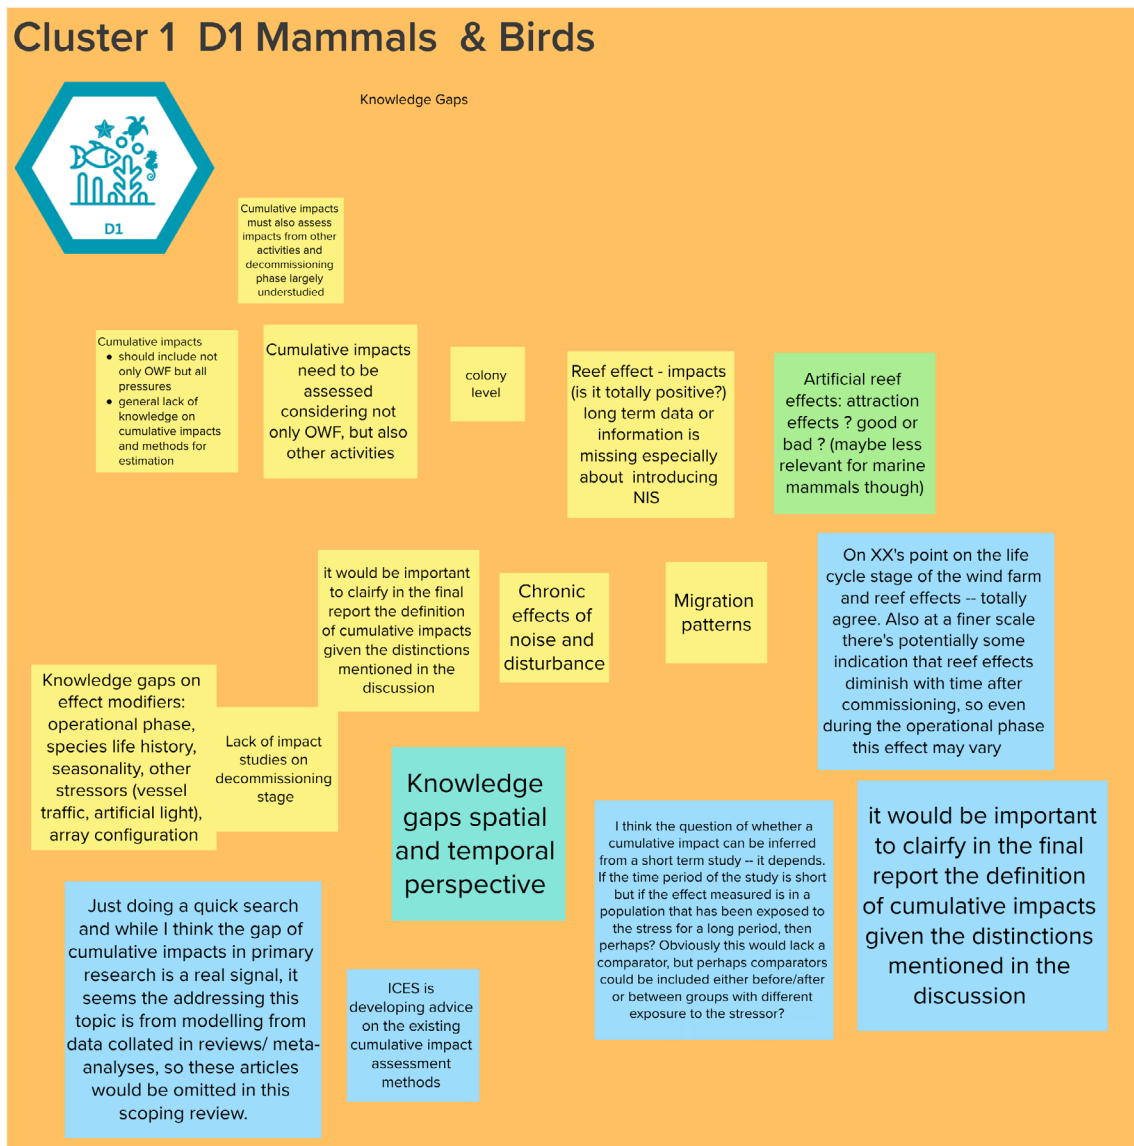 Cluster 1 D1 Mammals & Birds
Knowledge Gaps
D1
Cumulative impacts
must also assess
impacts from other
activities and
decommissioning
phase largely
understudied
Cumulative impacts
• should include not
only OWF but all
pressures
• general lack of
knowledge on
cumulative impacts
and methods for
estimation
Cumulative impacts
need to be
assessed
considering not
only OWF, but also
other activities
colony
level
Reef effect - impacts
(is it totally positive?)
long term data or
information is
missing especially
about introducing
NIS
Artificial reef
effects: attraction
effects ? good or
bad ? (maybe less
relevant for marine
mammals though)
it would be important
to clairfy in the final
report the definition
of cumulative impacts
given the distinctions
mentioned in the
discussion
Chronic
effects of
noise and
disturbance
Migration
patterns
On XX's point on the life
cycle stage of the wind farm
and reef effects -- totally
agree. Also at a finer scale
there's potentially some
indication that reef effects
diminish with time after
commissioning, so even
during the operational phase
this effect may vary
Knowledge gaps on
effect modifiers:
operational phase,
species life history,
seasonality, other
stressors (vessel
traffic, artificial light),
array configuration
Lack of impact
studies on
decommissioning
stage
Knowledge
gaps spatial
and temporal
perspective
I think the question of whether a
cumulative impact can be inferred
from a short term study -- it depends.
If the time period of the study is short
but if the effect measured is in a
population that has been exposed to
the stress for a long period, then
perhaps? Obviously this would lack a
comparator, but perhaps comparators
could be included either before/after
or between groups with different
exposure to the stressor?
it would be important
to clairfy in the final
report the definition
of cumulative impacts
given the distinctions
mentioned in the
discussion
Just doing a quick search
and while I think the gap of
cumulative impacts in primary
research is a real signal, it
seems the addressing this
topic is from modelling from
data collated in reviews/ meta-
analyses, so these articles
would be omitted in this
scoping review.
ICES is
developing advice
on the existing
cumulative impact
assessment
methods